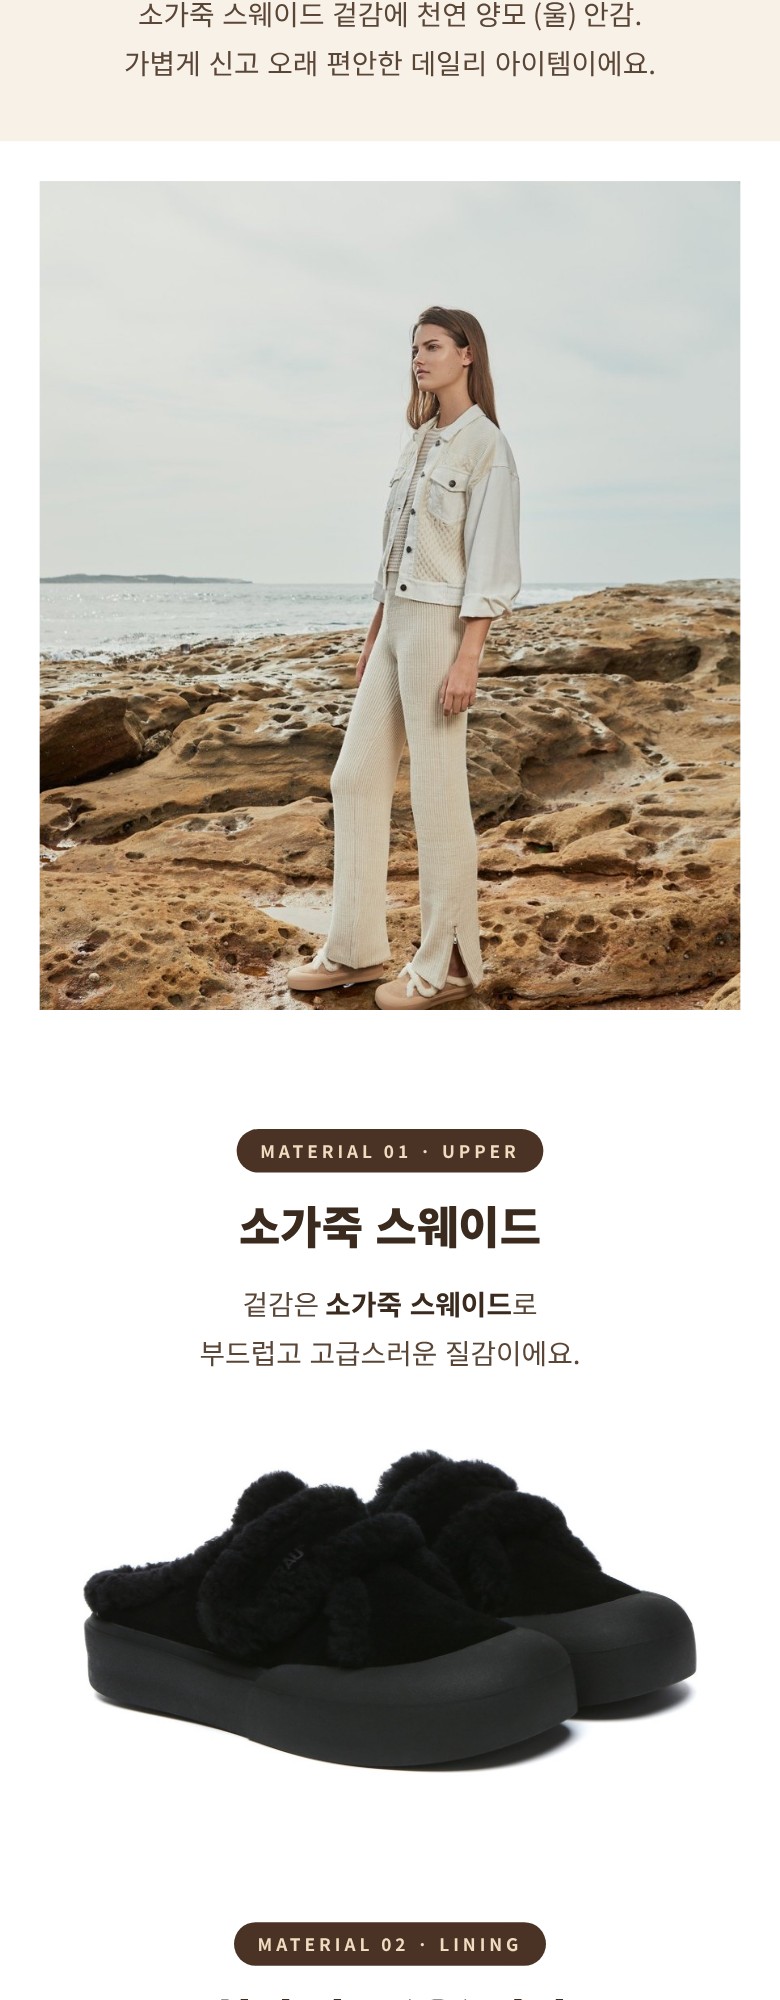 소가죽 스웨이드 겉감에 천연 양모 (울) 안감.
가볍게 신고 오래 편안한 데일리 아이템이에요.
MATERIAL 01 · UPPER
소가죽 스웨이드
겉감은 소가죽 스웨이드로
부드럽고 고급스러운 질감이에요.
MATERIAL 02 · LINING